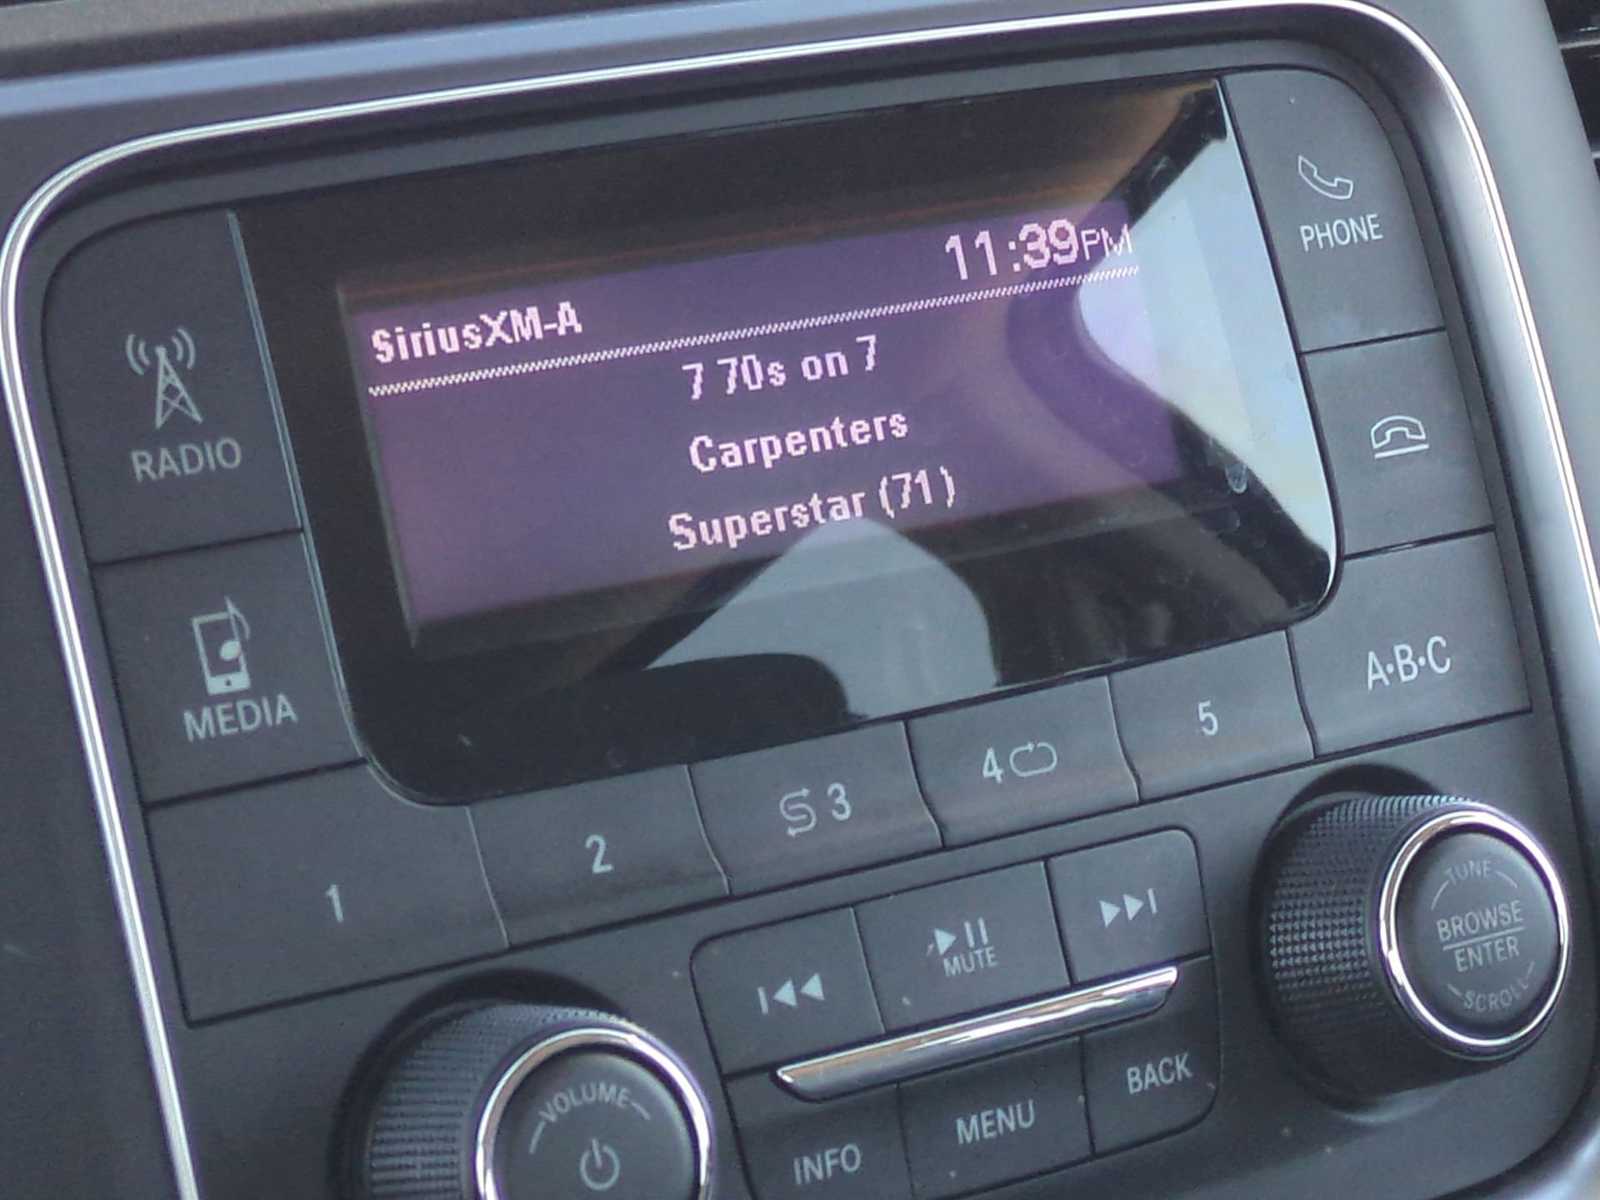 11:39PM
SiriusXM-A
7 70s on 7
Carpenters
Superstar (71)
RADIO
MEDIA
PHONE
A·B·C
1
2
3
4
5
MUTE
VOLUME
INFO
MENU
BACK
TUNE
BROWSE
ENTER
SCROLL